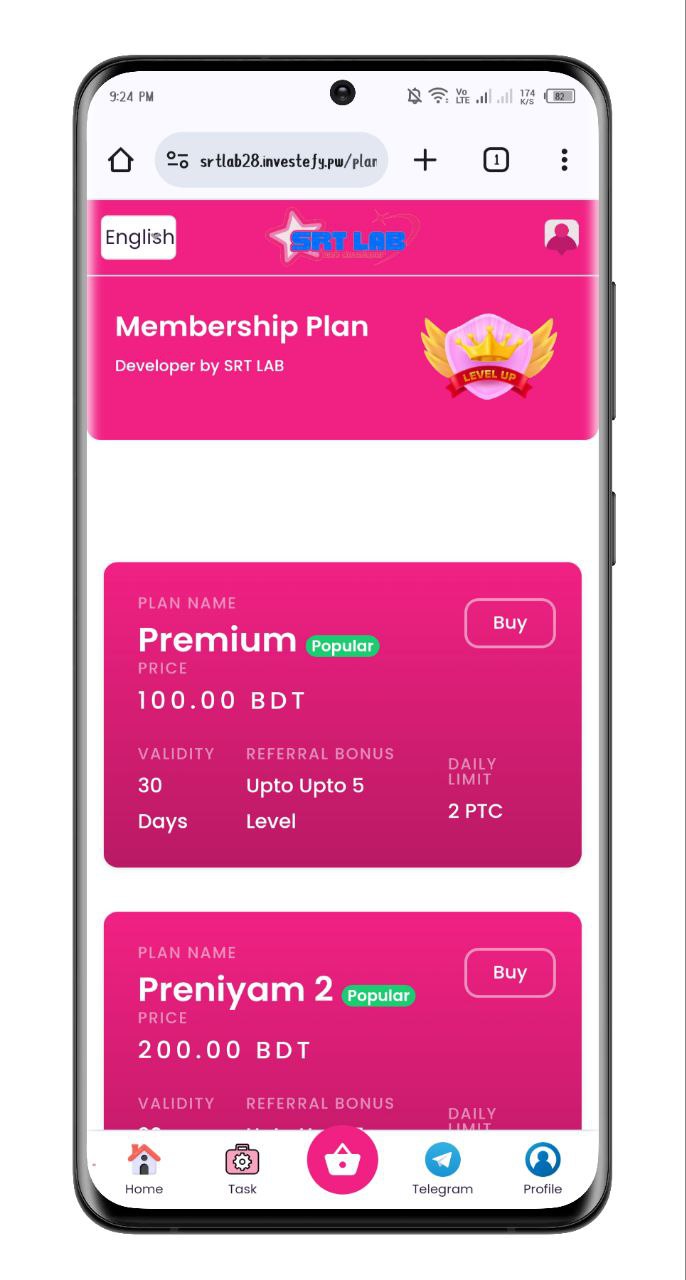 9:24 PM
Vo LTE
174 K/S
82
srtlab28.investefy.pw/plan
1
English
SRT LAB
Membership Plan
Developer by SRT LAB
LEVEL UP
PLAN NAME
Buy
Premium Popular
PRICE
100.00 BDT
VALIDITY
REFERRAL BONUS
DAILY
LIMIT
30
Days
Upto Upto 5
Level
2 PTC
PLAN NAME
Buy
Preniyam 2 Popular
PRICE
200.00 BDT
VALIDITY
REFERRAL BONUS
DAILY
LIMIT
Home
Task
Telegram
Profile